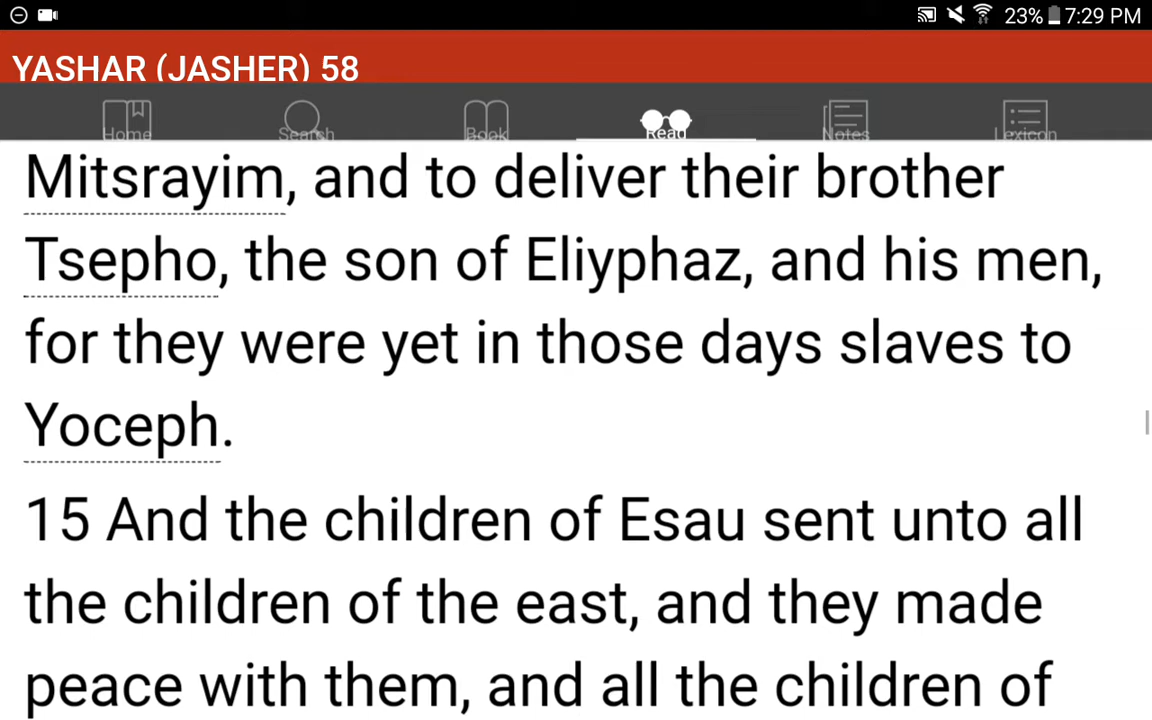 23% 7:29 PM
YASHAR (JASHER) 58
Home Search Book Read Notes Lexicon
Mitsrayim, and to deliver their brother
Tsepho, the son of Eliyphaz, and his men,
for they were yet in those days slaves to
Yoceph.
15 And the children of Esau sent unto all
the children of the east, and they made
peace with them, and all the children of